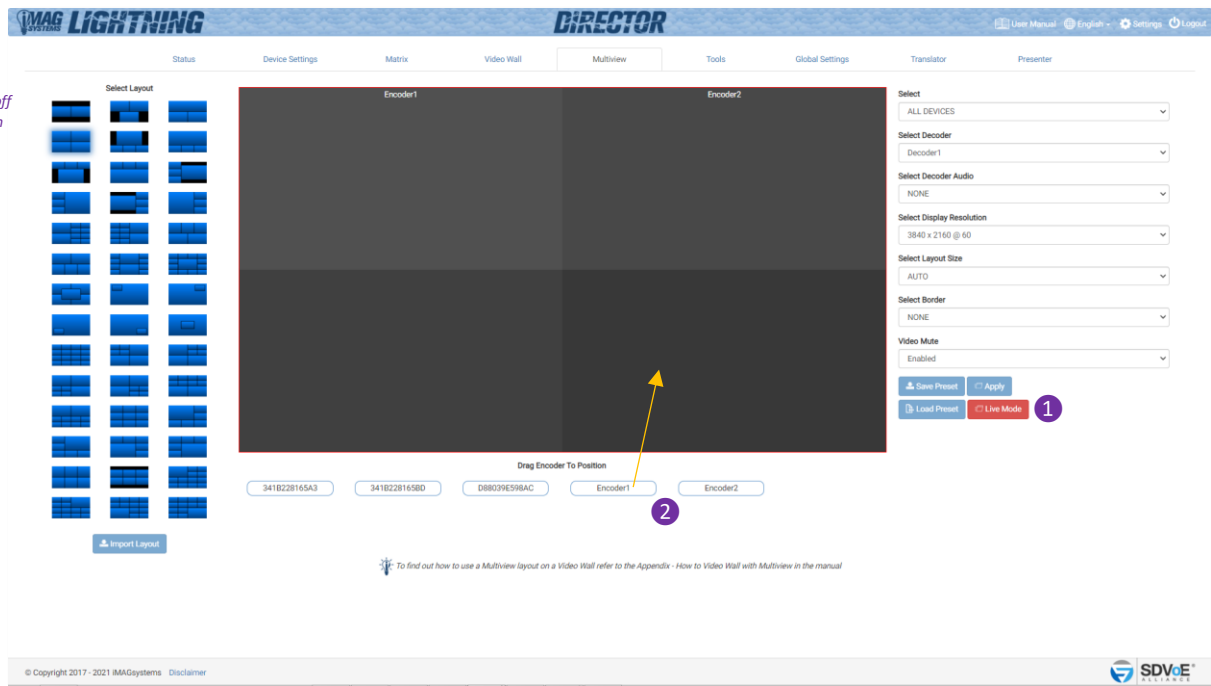 IMAG SYSTEMS LIGHTNING
DIRECTOR
User Manual English Settings Logout
Status Device Settings Matrix Video Wall Multiview Tools Global Settings Translator Presenter
off
Select Layout
Encoder1 Encoder2
Select
ALL DEVICES
Select Decoder
Decoder1
Select Decoder Audio
NONE
Select Display Resolution
3840 x 2160 @ 60
Select Layout Size
AUTO
Select Border
NONE
Video Mute
Enabled
Save Preset Apply
Load Preset Live Mode 1
Drag Encoder To Position
341B228165A3 341B228165BD D88039E598AC Encoder1 Encoder2
2
Import Layout
To find out how to use a Multiview layout on a Video Wall refer to the Appendix - How to Video Wall with Multiview in the manual
© Copyright 2017 - 2021 IMAGsystems Disclaimer
SDVoE
ALLIANCE